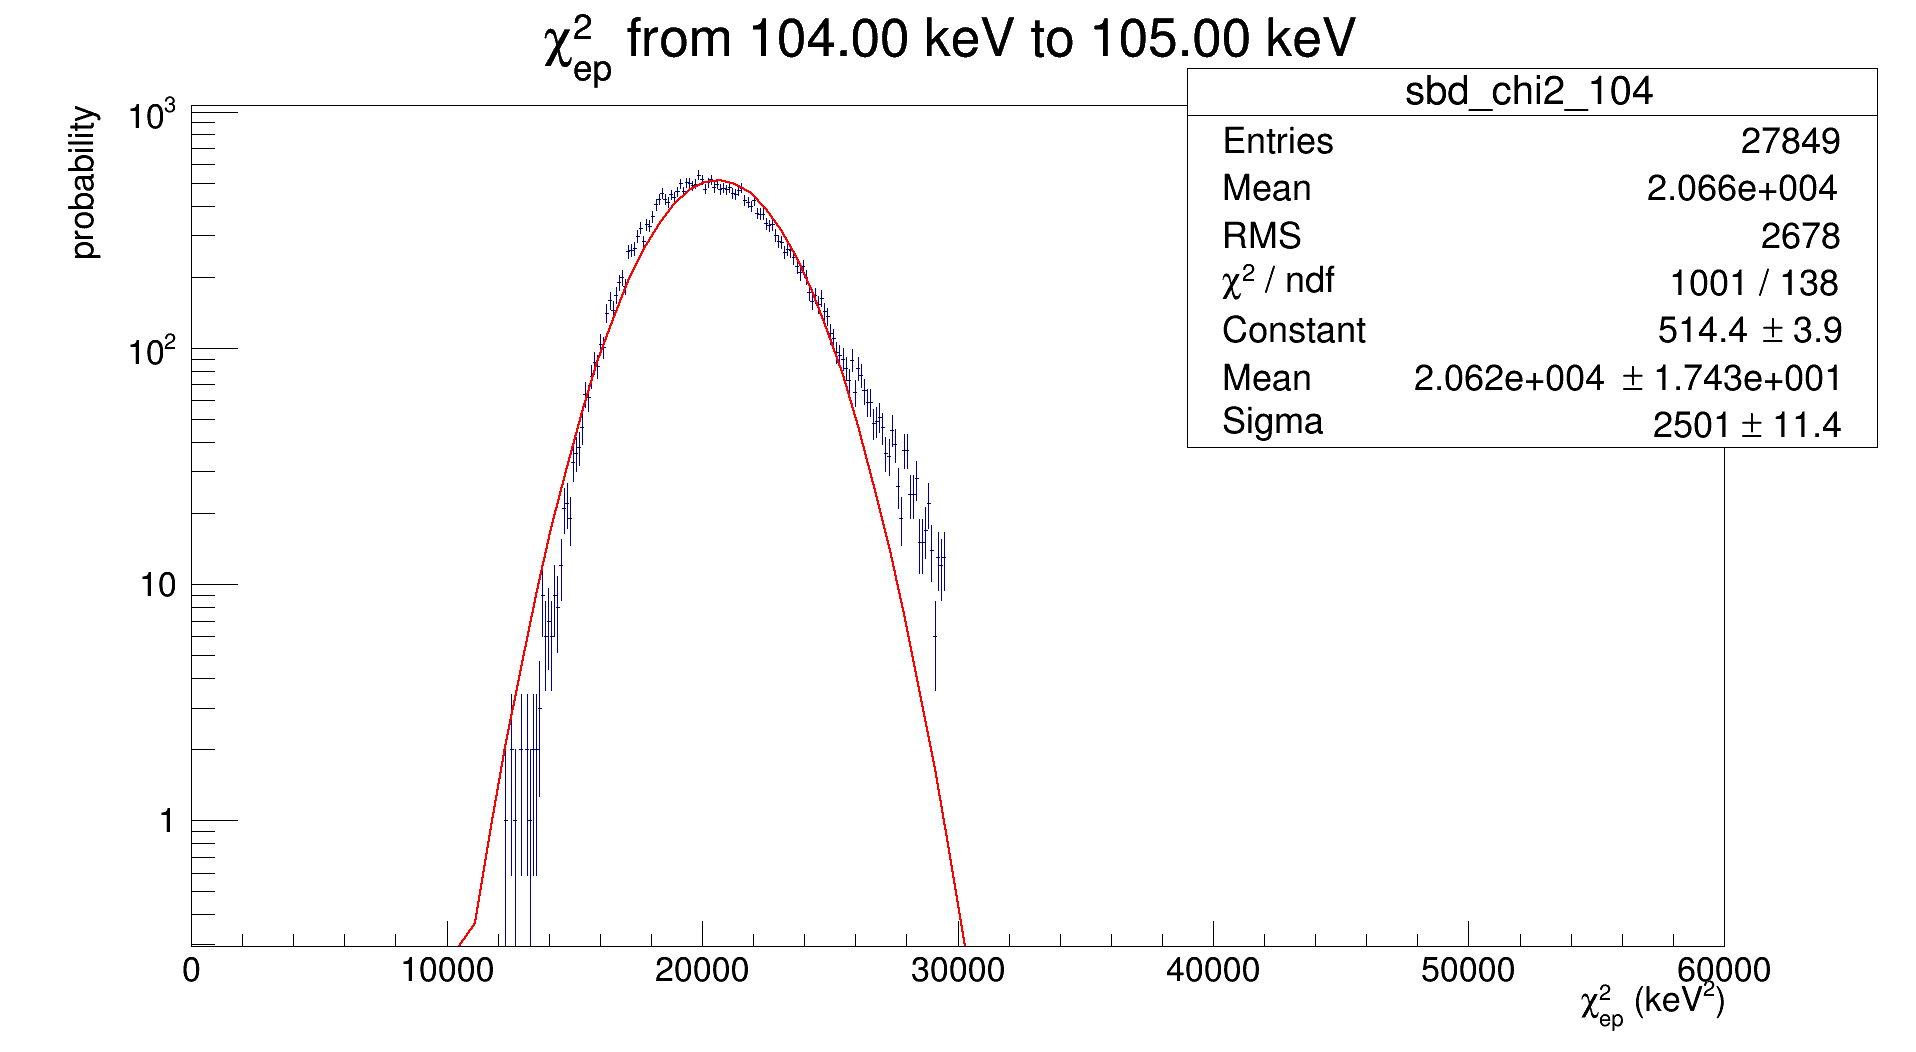 χ²ep from 104.00 keV to 105.00 keV
sbd_chi2_104
Entries 27849
Mean 2.066e+004
RMS 2678
χ² / ndf 1001 / 138
Constant 514.4 ± 3.9
Mean 2.062e+004 ± 1.743e+001
Sigma 2501 ± 11.4
probability
10³
10²
10
1
0 10000 20000 30000 40000 50000 60000
χ²ep (keV²)